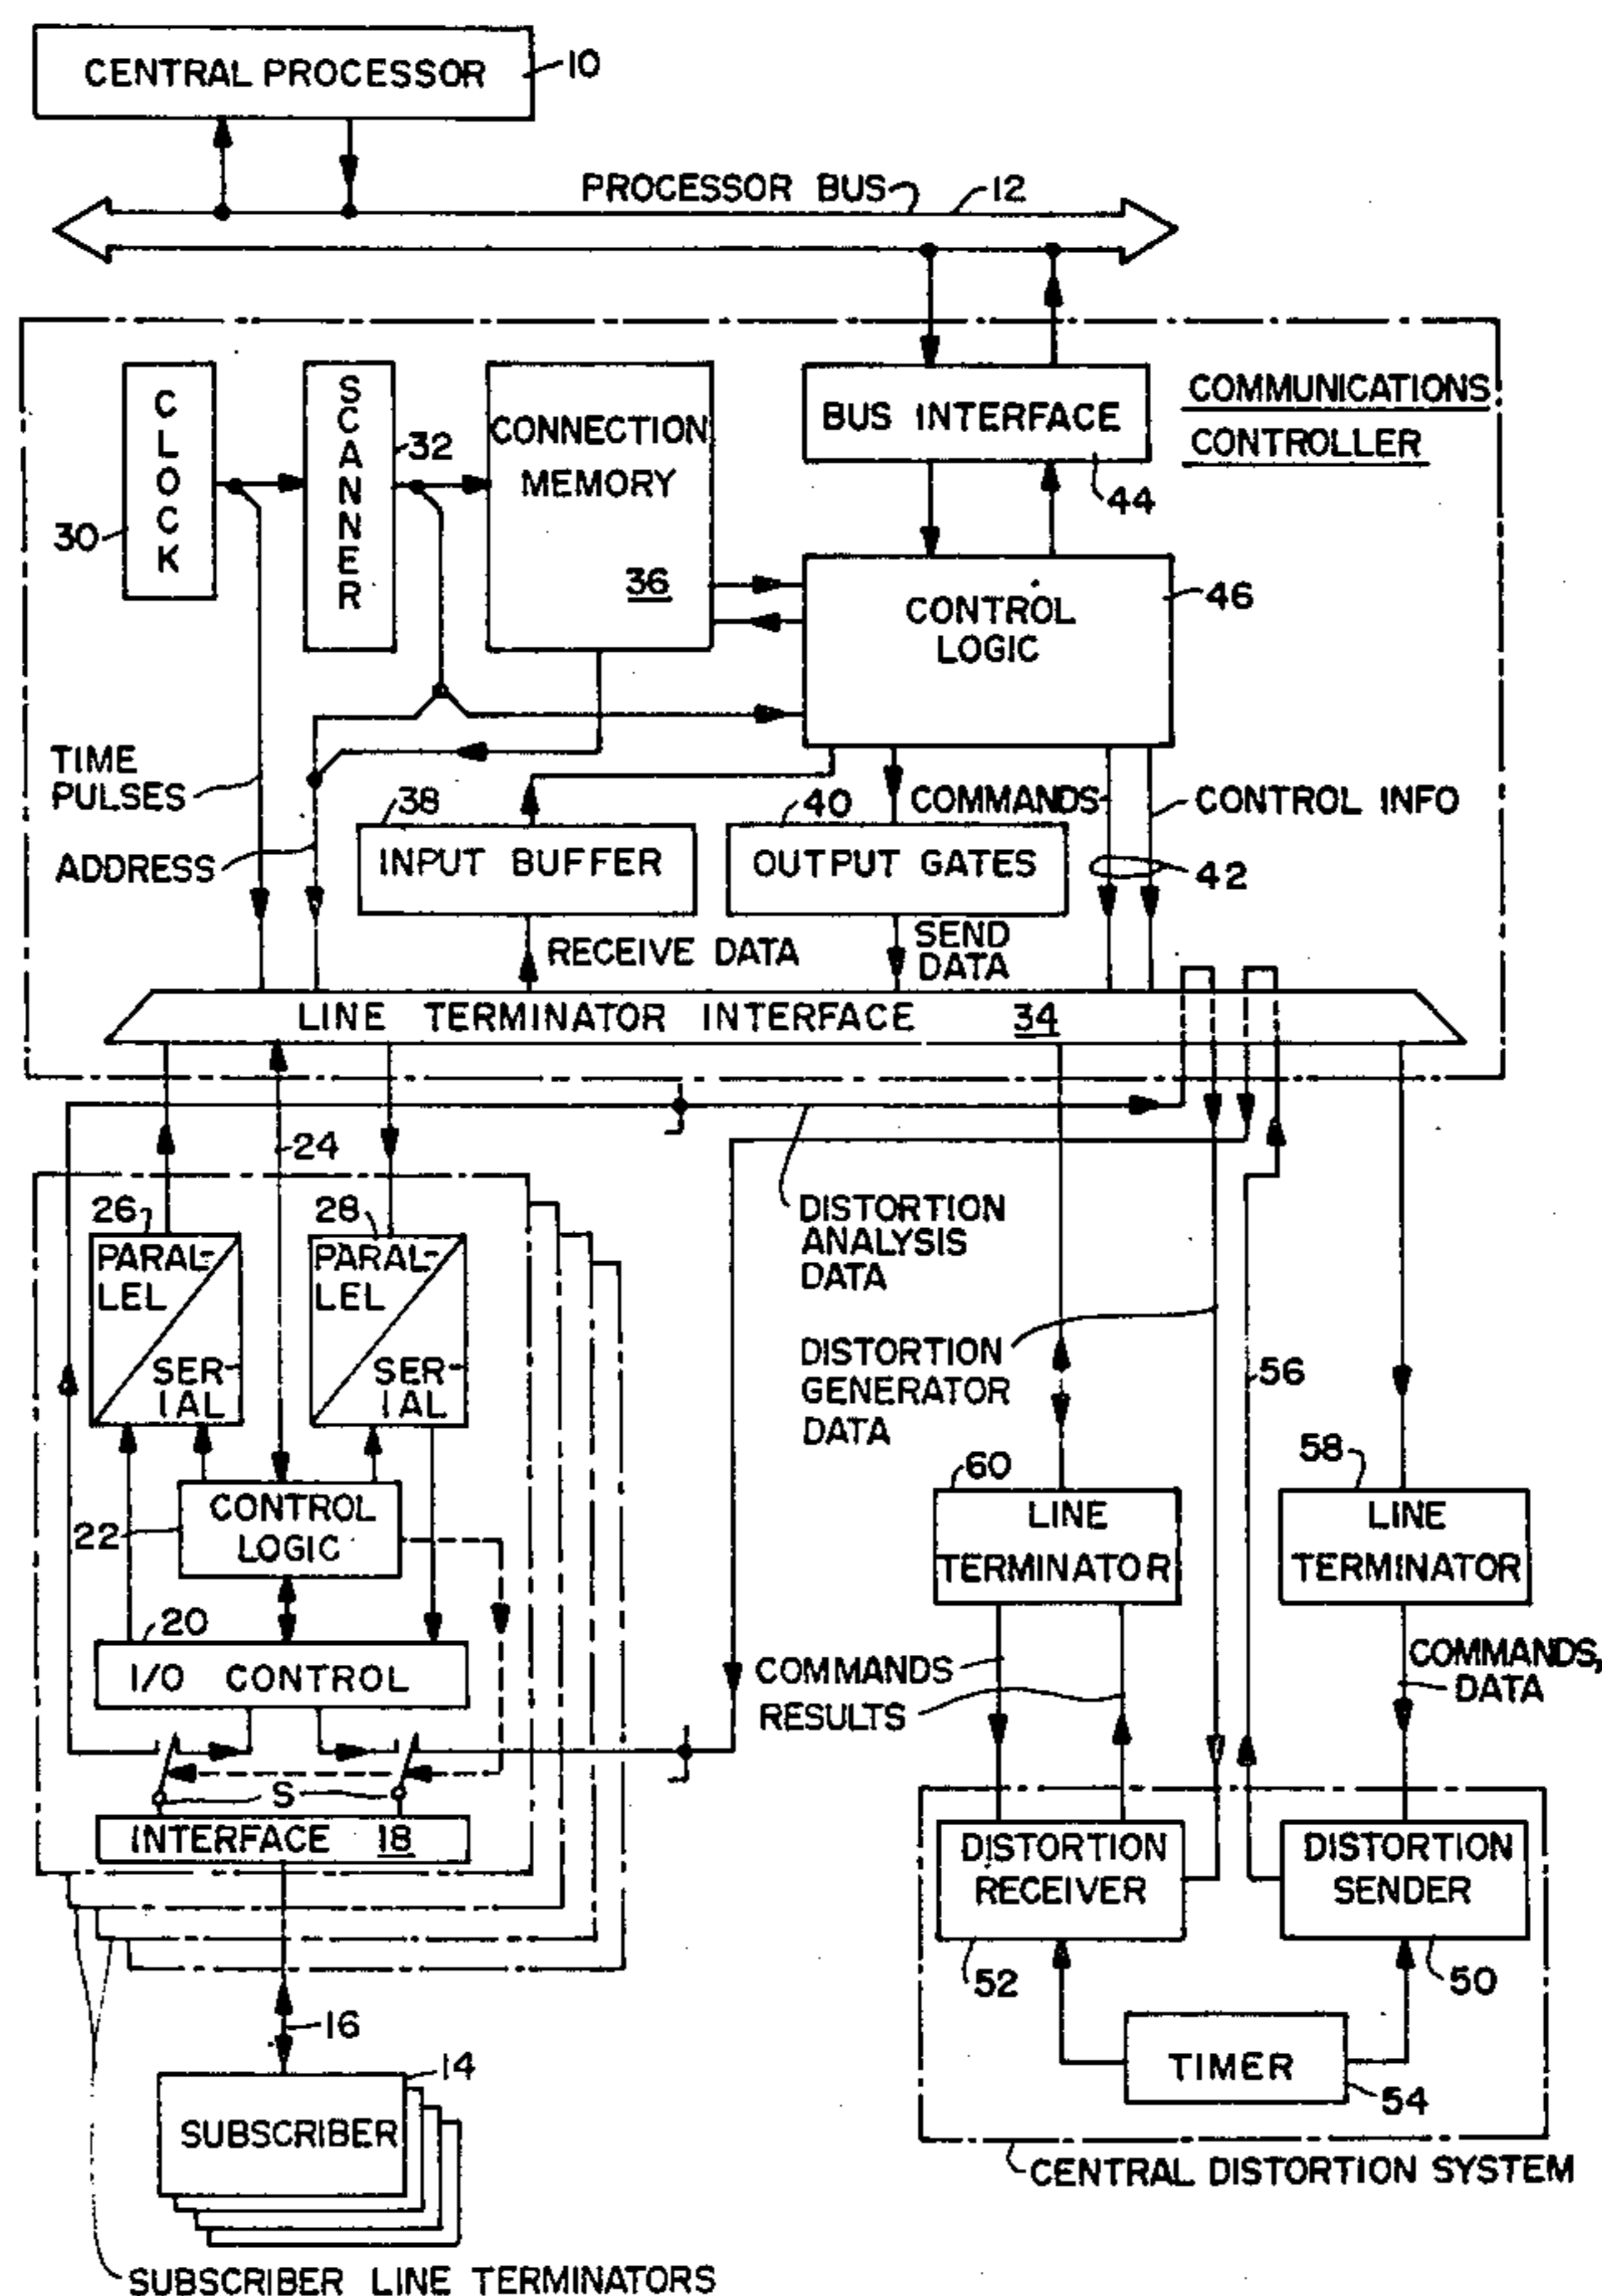 CENTRAL PROCESSOR
10
PROCESSOR BUS
12
CLOCK
30
SCANNER
32
CONNECTION
MEMORY
36
BUS INTERFACE
44
COMMUNICATIONS
CONTROLLER
CONTROL
LOGIC
46
TIME
PULSES
ADDRESS
38
INPUT BUFFER
40
OUTPUT GATES
COMMANDS
CONTROL INFO
42
RECEIVE DATA
SEND
DATA
LINE TERMINATOR INTERFACE 34
24
26
PARAL-
LEL
SER-
IAL
28
PARAL-
LEL
SER-
IAL
DISTORTION
ANALYSIS
DATA
DISTORTION
GENERATOR
DATA
56
22
CONTROL
LOGIC
20
I/O CONTROL
S
INTERFACE 18
60
LINE
TERMINATOR
58
LINE
TERMINATOR
COMMANDS
RESULTS
COMMANDS,
DATA
DISTORTION
RECEIVER
52
DISTORTION
SENDER
50
TIMER
54
CENTRAL DISTORTION SYSTEM
16
14
SUBSCRIBER
SUBSCRIBER LINE TERMINATORS